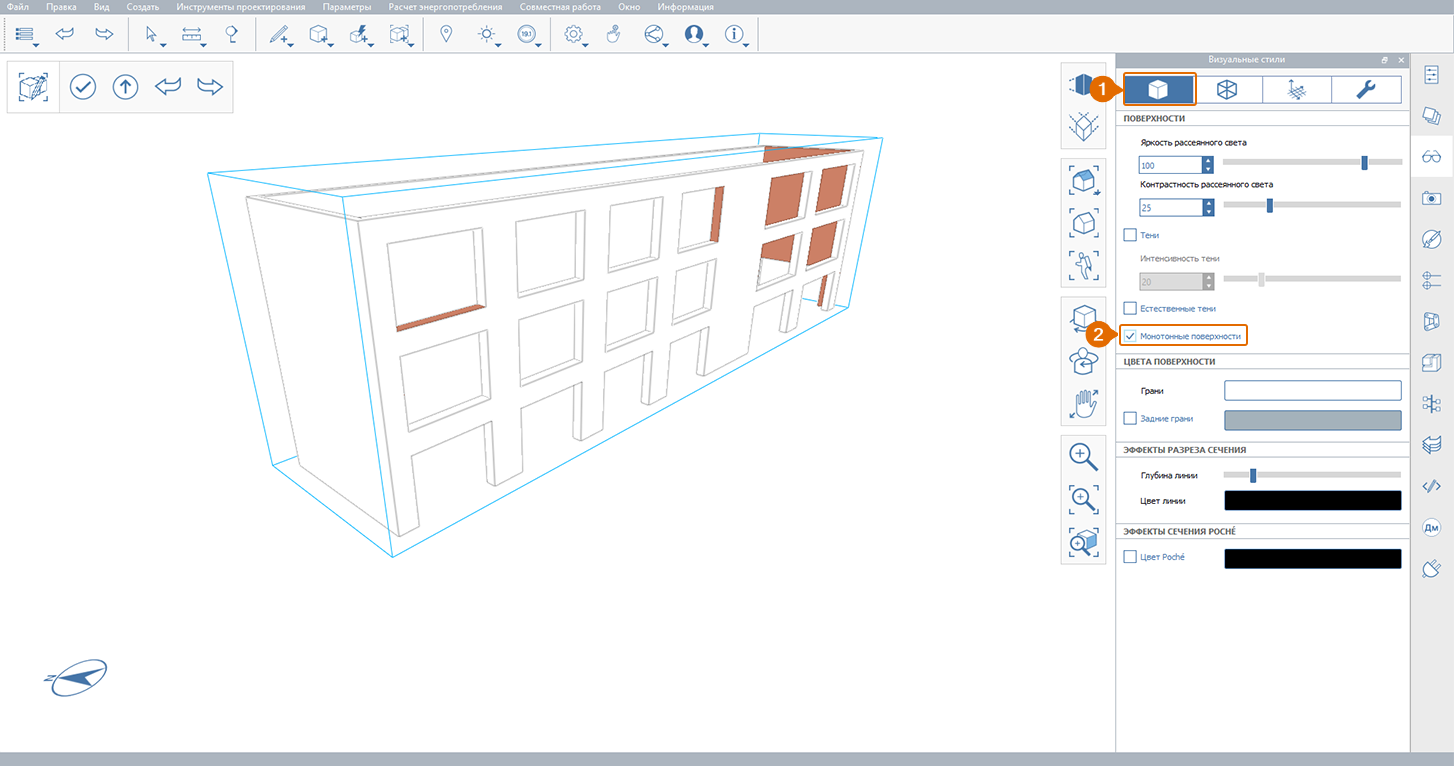 Файл Правка Вид Создать Инструменты проектирования Параметры Расчет энергопотребления Совместная работа Окно Информация
19.1
Визуальные стили
1
ПОВЕРХНОСТИ
Яркость рассеянного света
100
Контрастность рассеянного света
25
Тени
Интенсивность тени
20
Естественные тени
2
Монотонные поверхности
ЦВЕТА ПОВЕРХНОСТИ
Грани
Задние грани
ЭФФЕКТЫ РАЗРЕЗА СЕЧЕНИЯ
Глубина линии
Цвет линии
ЭФФЕКТЫ СЕЧЕНИЯ POCHÉ
Цвет Poché
Дм
N